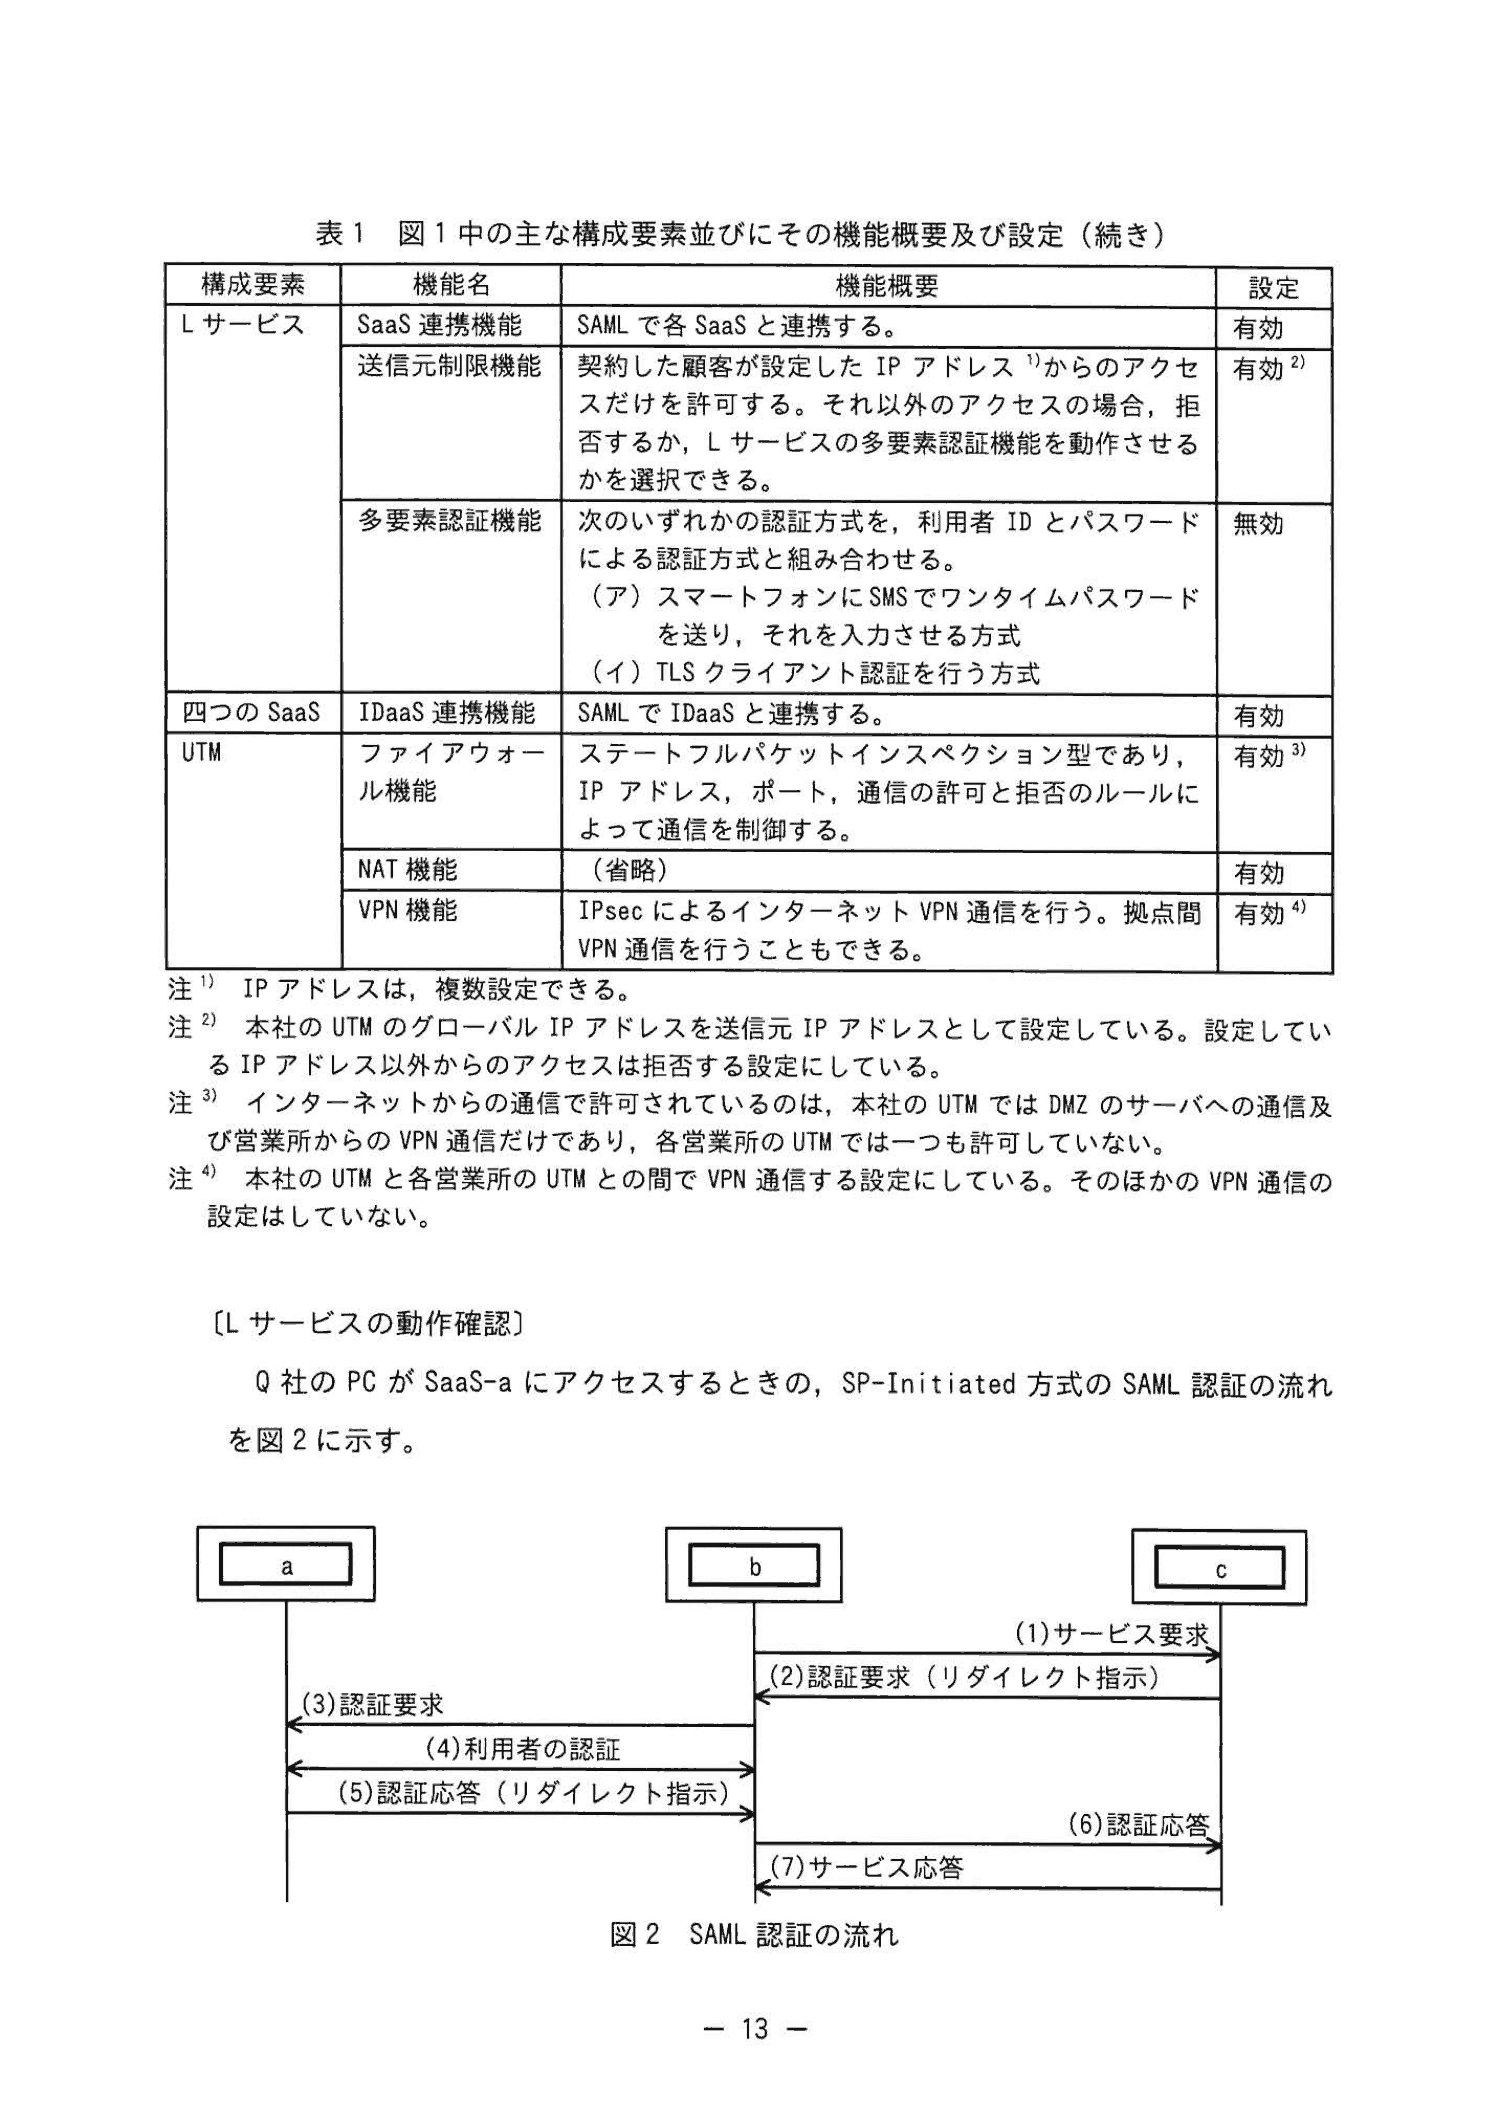 表1　図1中の主な構成要素並びにその機能概要及び設定（続き）
構成要素　機能名　機能概要　設定
Lサービス　SaaS連携機能　SAMLで各SaaSと連携する。　有効
送信元制限機能　契約した顧客が設定した IP アドレス1)からのアクセ　有効2)
スだけを許可する。それ以外のアクセスの場合，拒
否するか，Lサービスの多要素認証機能を動作させる
かを選択できる。
多要素認証機能　次のいずれかの認証方式を，利用者 ID とパスワード　無効
による認証方式と組み合わせる。
（ア）スマートフォンにSMSでワンタイムパスワード
を送り，それを入力させる方式
（イ）TLSクライアント認証を行う方式
四つのSaaS　IDaaS連携機能　SAMLでIDaaSと連携する。　有効
UTM　ファイアウォー　ステートフルパケットインスペクション型であり，　有効3)
ル機能　IP アドレス，ポート，通信の許可と拒否のルールに
よって通信を制御する。
NAT機能　（省略）　有効
VPN機能　IPsecによるインターネットVPN通信を行う。拠点間　有効4)
VPN通信を行うこともできる。
注1)　IPアドレスは，複数設定できる。
注2)　本社のUTMのグローバルIPアドレスを送信元IPアドレスとして設定している。設定してい
るIPアドレス以外からのアクセスは拒否する設定にしている。
注3)　インターネットからの通信で許可されているのは，本社のUTMではDMZのサーバへの通信及
び営業所からのVPN通信だけであり，各営業所のUTMでは一つも許可していない。
注4)　本社のUTMと各営業所のUTMとの間でVPN通信する設定にしている。そのほかのVPN通信の
設定はしていない。
〔Lサービスの動作確認〕
Q社のPCがSaaS-aにアクセスするときの，SP-Initiated方式のSAML認証の流れ
を図2に示す。
a　b　c
(1)サービス要求
(2)認証要求（リダイレクト指示）
(3)認証要求
(4)利用者の認証
(5)認証応答（リダイレクト指示）
(6)認証応答
(7)サービス応答
図2　SAML認証の流れ
－ 13 －